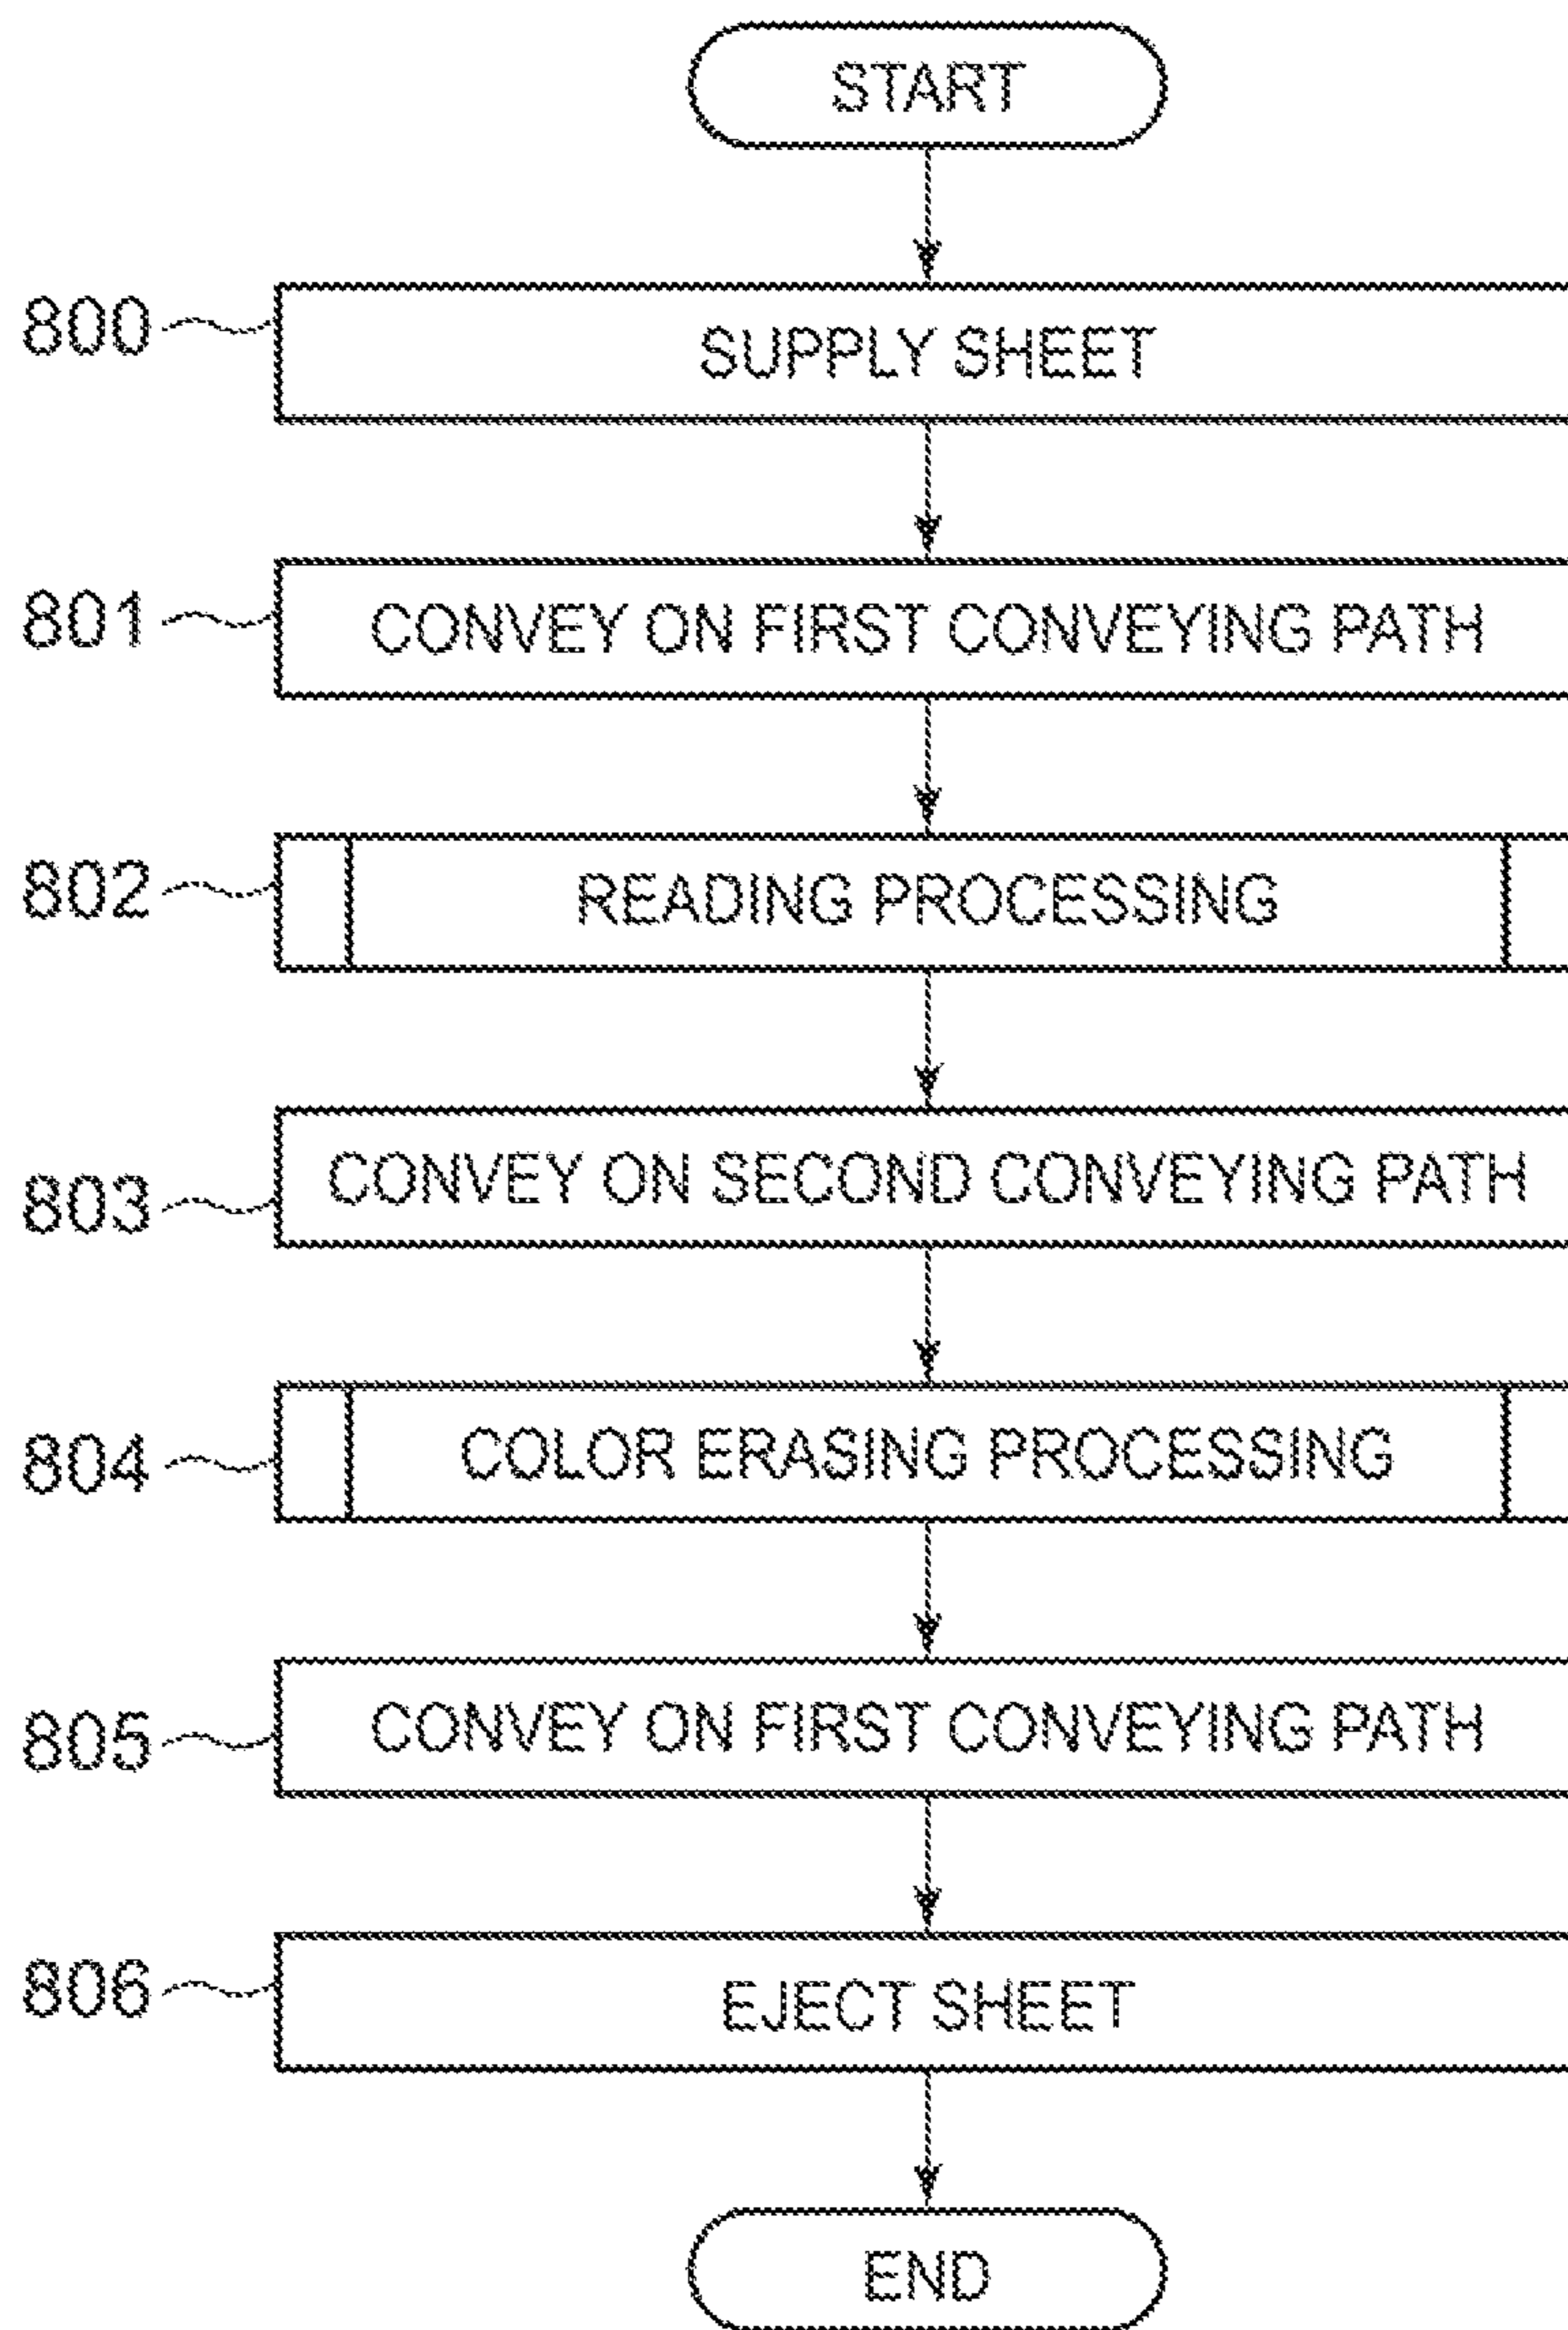 START
800 SUPPLY SHEET
801 CONVEY ON FIRST CONVEYING PATH
802 READING PROCESSING
803 CONVEY ON SECOND CONVEYING PATH
804 COLOR ERASING PROCESSING
805 CONVEY ON FIRST CONVEYING PATH
806 EJECT SHEET
END